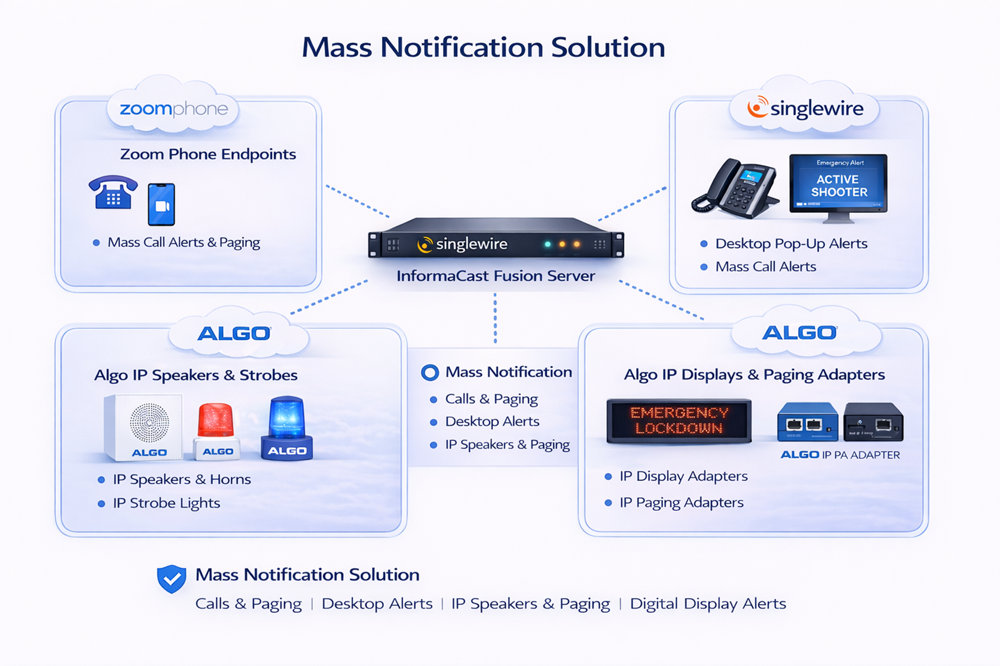 Mass Notification Solution
zoomphone
Zoom Phone Endpoints
Mass Call Alerts & Paging
singlewire
Emergency Alert
ACTIVE
SHOOTER
Desktop Pop-Up Alerts
Mass Call Alerts
singlewire
InformaCast Fusion Server
ALGO
Algo IP Speakers & Strobes
ALGO
ALGO
ALGO
IP Speakers & Horns
IP Strobe Lights
Mass Notification
Calls & Paging
Desktop Alerts
IP Speakers & Paging
ALGO
Algo IP Displays & Paging Adapters
EMERGENCY
LOCKDOWN
ALGO IP PA ADAPTER
IP Display Adapters
IP Paging Adapters
Mass Notification Solution
Calls & Paging | Desktop Alerts | IP Speakers & Paging | Digital Display Alerts